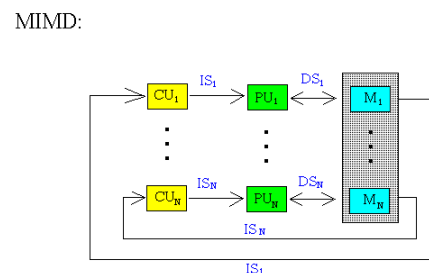 MIMD:
IS1 DS1
CU1 PU1 M1
ISN DSN
CUN PUN MN
ISN
IS1